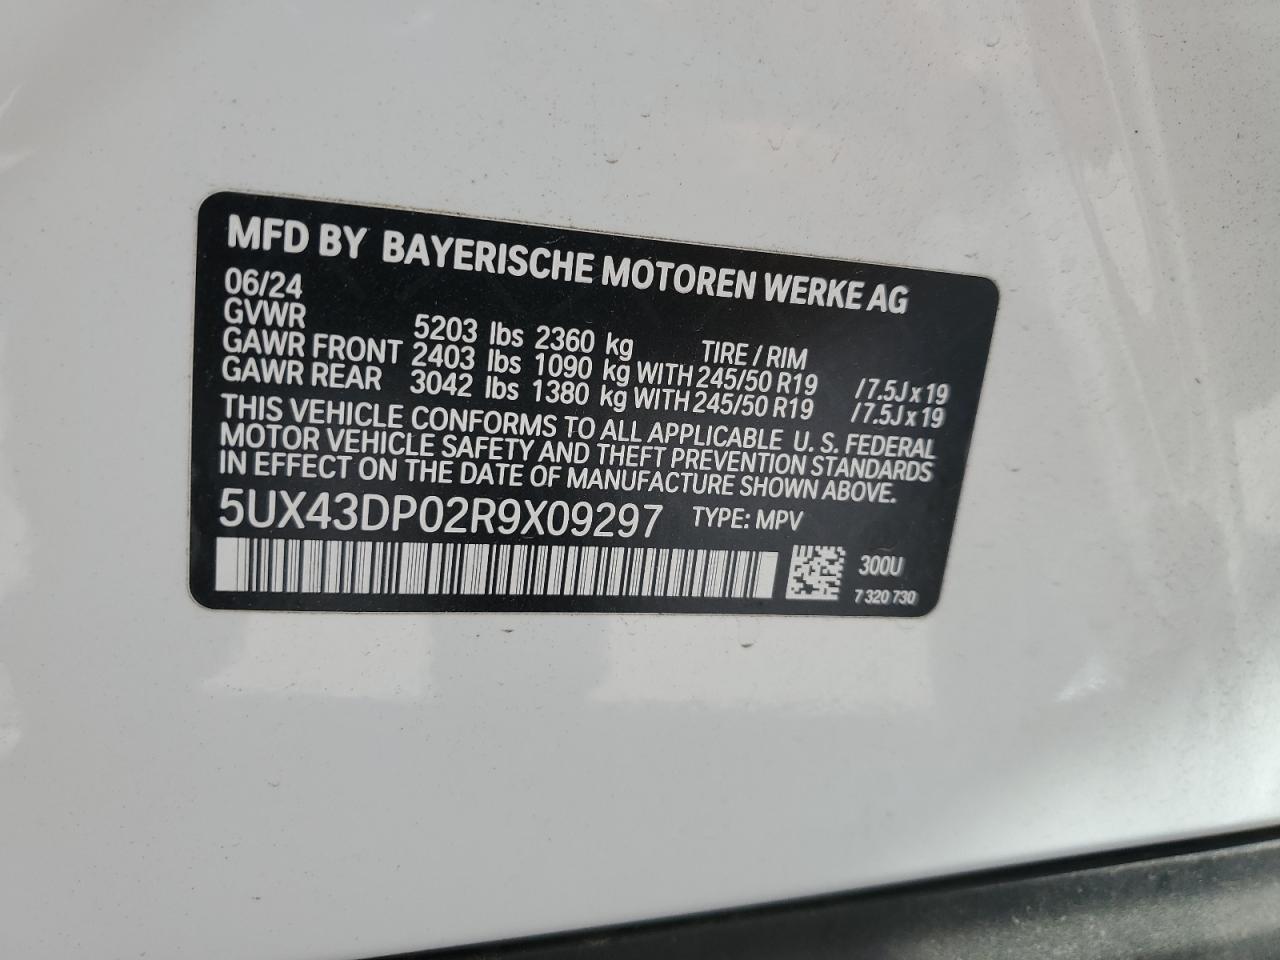 MFD BY BAYERISCHE MOTOREN WERKE AG
06/24
GVWR 5203 lbs 2360 kg TIRE / RIM
GAWR FRONT 2403 lbs 1090 kg WITH 245/50 R19 / 7.5J x 19
GAWR REAR 3042 lbs 1380 kg WITH 245/50 R19 / 7.5J x 19
THIS VEHICLE CONFORMS TO ALL APPLICABLE U. S. FEDERAL
MOTOR VEHICLE SAFETY AND THEFT PREVENTION STANDARDS
IN EFFECT ON THE DATE OF MANUFACTURE SHOWN ABOVE.
5UX43DP02R9X09297 TYPE: MPV
300U
7 320 730